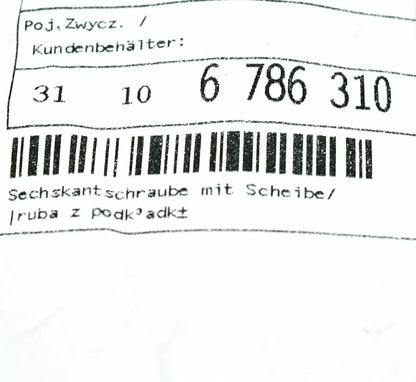 Poj.Zwycz. /
Kundenbehälter:
31 10 6 786 310
Sechskantschraube mit Scheibe/
|ruba z podk³adk±